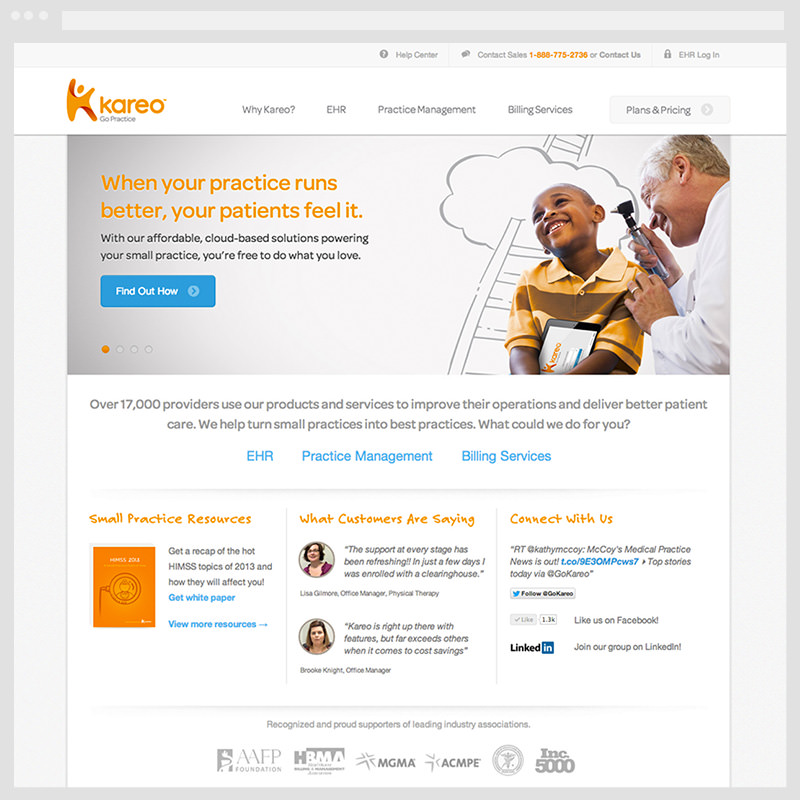 Help Center
Contact Sales 1-888-775-2736 or Contact Us
EHR Log In
kareo
Go Practice
Why Kareo?
EHR
Practice Management
Billing Services
Plans & Pricing
When your practice runs
better, your patients feel it.
With our affordable, cloud-based solutions powering
your small practice, you're free to do what you love.
Find Out How
kareo
Over 17,000 providers use our products and services to improve their operations and deliver better patient
care. We help turn small practices into best practices. What could we do for you?
EHR
Practice Management
Billing Services
Small Practice Resources
HIMSS 2013
Get a recap of the hot
HIMSS topics of 2013 and
how they will affect you!
Get white paper
View more resources →
What Customers Are Saying
"The support at every stage has
been refreshing!! In just a few days I
was enrolled with a clearinghouse."
Lisa Gilmore, Office Manager, Physical Therapy
"Kareo is right up there with
features, but far exceeds others
when it comes to cost savings"
Brooke Knight, Office Manager
Connect With Us
"RT @kathymccoy: McCoy's Medical Practice
News is out! t.co/9E3OMPcws7 ▸ Top stories
today via @GoKareo"
Follow @GoKareo
Like 1.3k
Like us on Facebook!
Linked in
Join our group on LinkedIn!
Recognized and proud supporters of leading industry associations.
AAFP
FOUNDATION
HBMA
MGMA
ACMPE
Inc.
5000